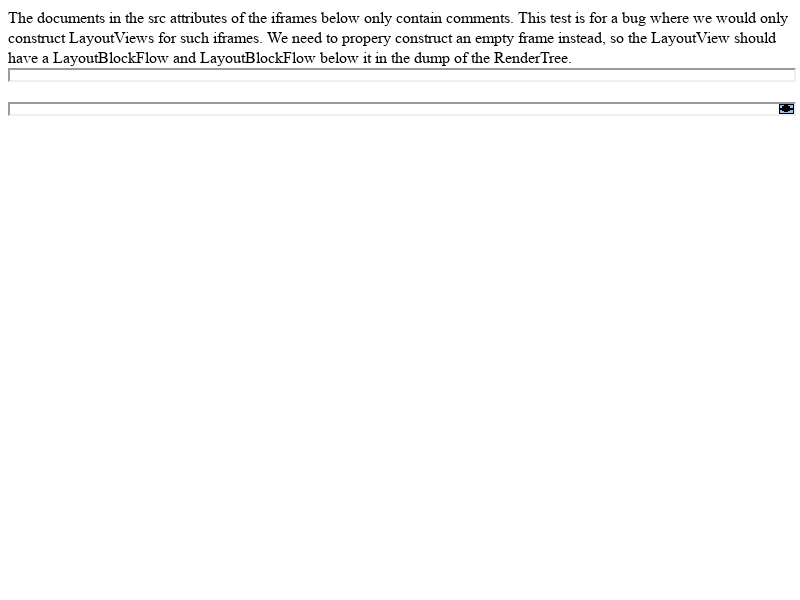 The documents in the src attributes of the iframes below only contain comments. This test is for a bug where we would only
construct LayoutViews for such iframes. We need to propery construct an empty frame instead, so the LayoutView should
have a LayoutBlockFlow and LayoutBlockFlow below it in the dump of the RenderTree.